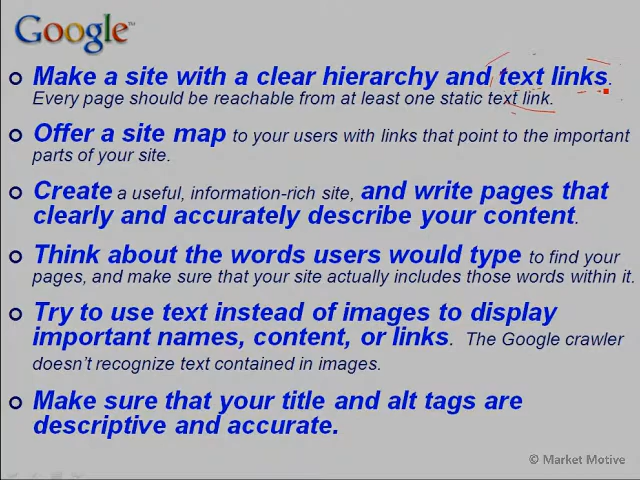 Google™
Make a site with a clear hierarchy and text links.
Every page should be reachable from at least one static text link.
Offer a site map to your users with links that point to the important
parts of your site.
Create a useful, information-rich site, and write pages that
clearly and accurately describe your content.
Think about the words users would type to find your
pages, and make sure that your site actually includes those words within it.
Try to use text instead of images to display
important names, content, or links. The Google crawler
doesn't recognize text contained in images.
Make sure that your title and alt tags are
descriptive and accurate.
© Market Motive